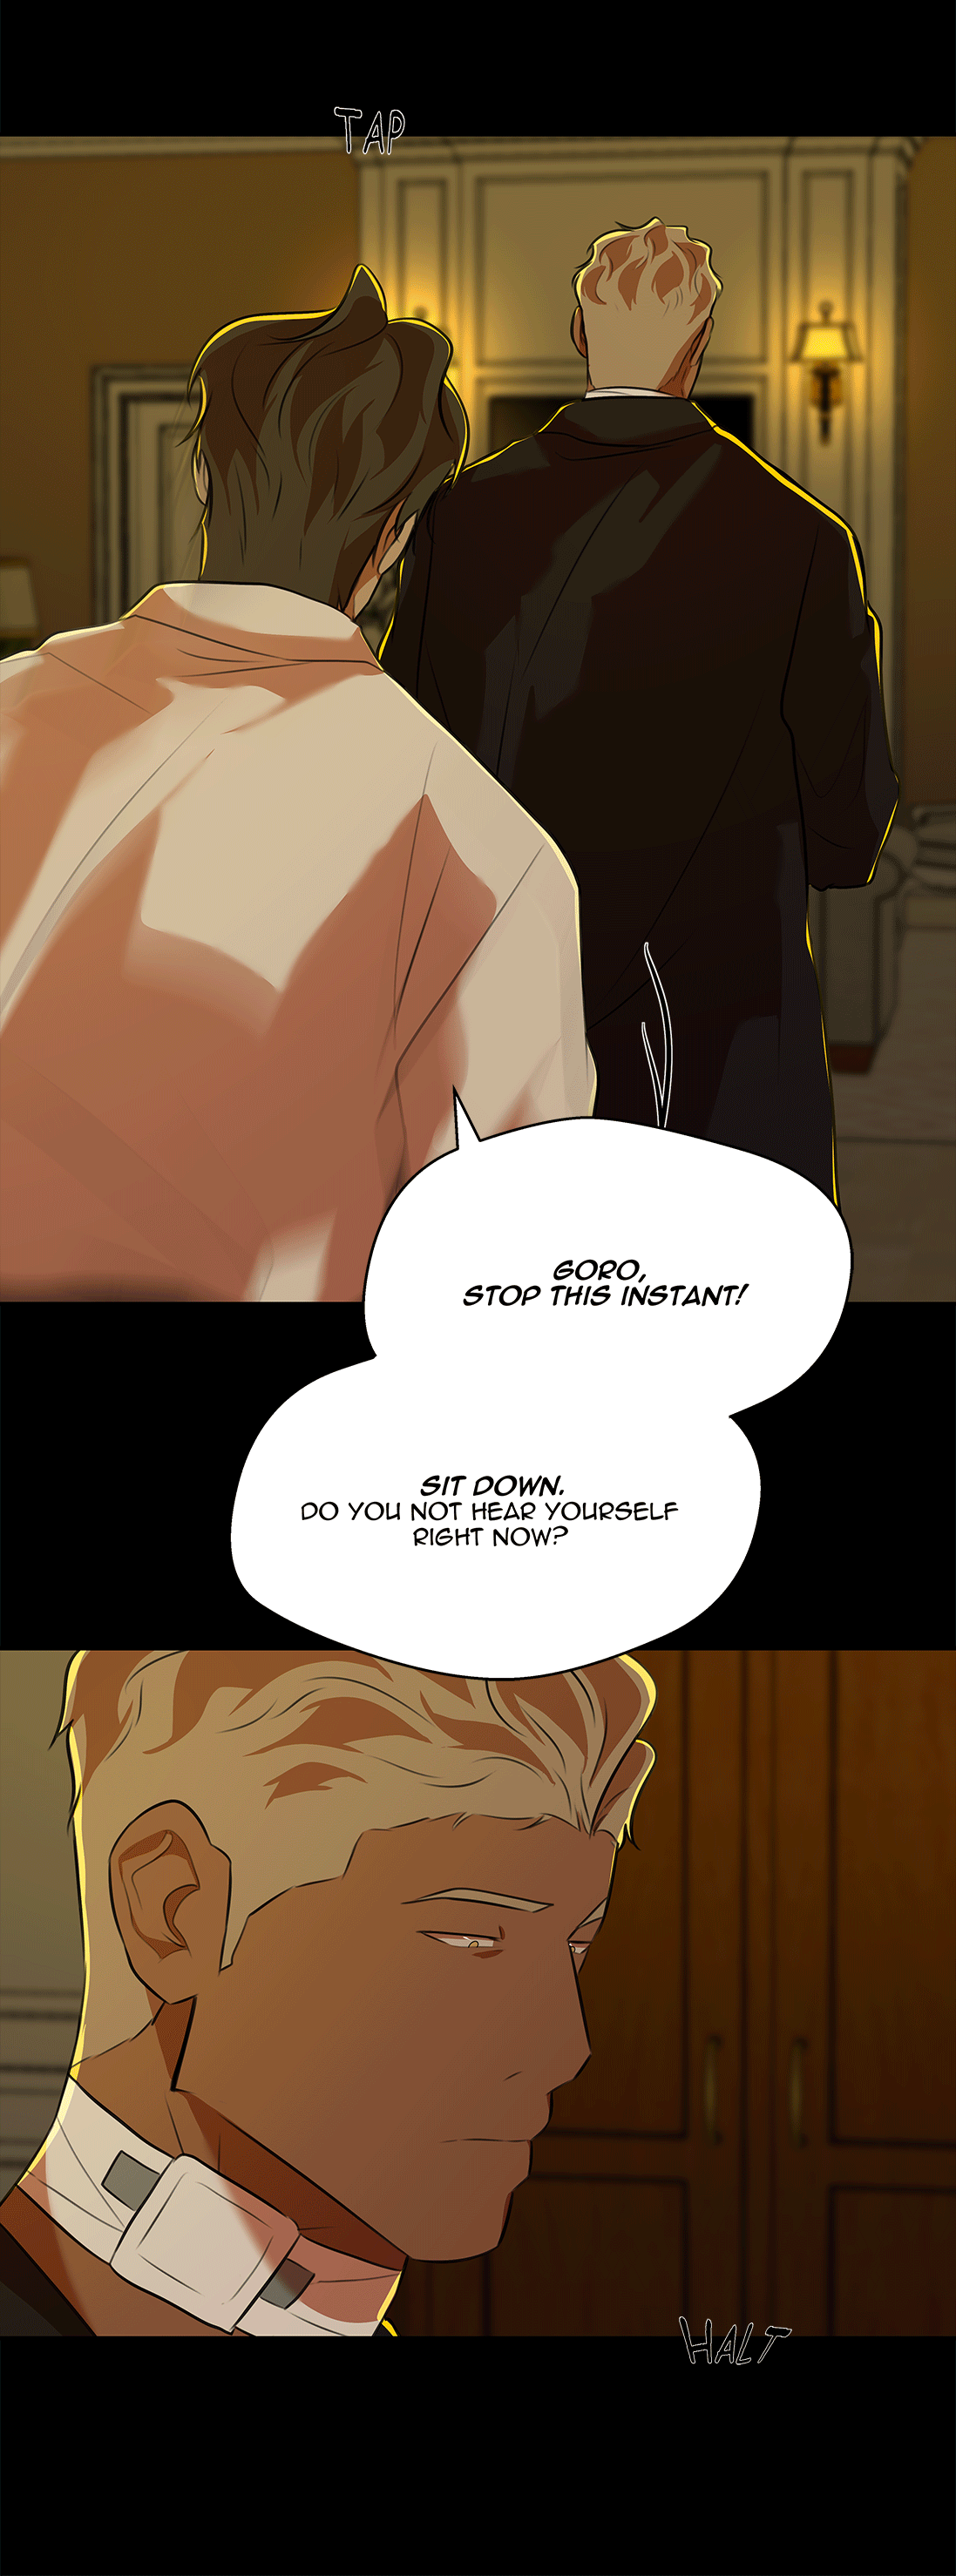 TAP
GORO,
STOP THIS INSTANT!
SIT DOWN.
DO YOU NOT HEAR YOURSELF
RIGHT NOW?
HALT